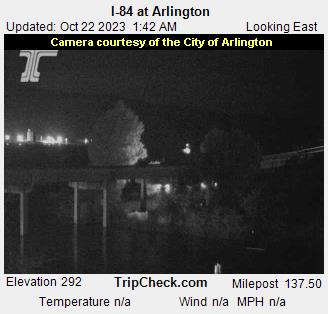 I-84 at Arlington
Updated: Oct 22 2023 1:42 AM Looking East
Camera courtesy of the City of Arlington
Elevation 292 TripCheck.com Milepost 137.50
Temperature n/a Wind n/a MPH n/a